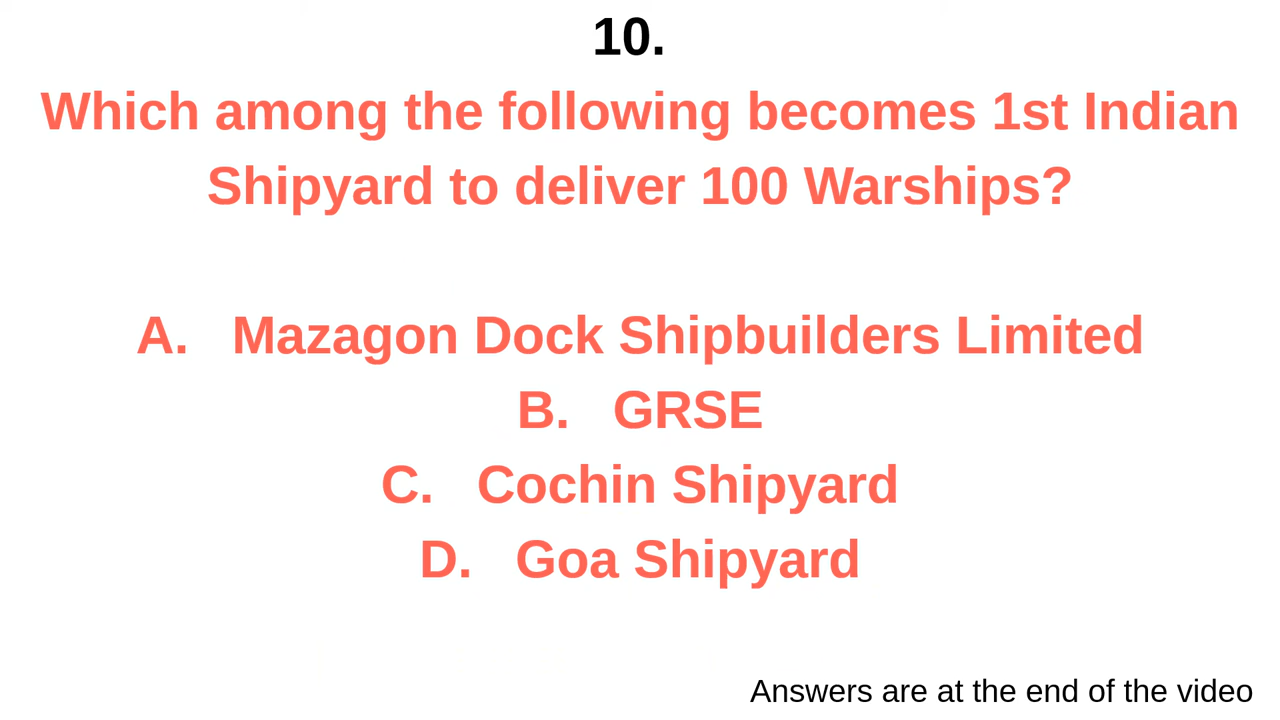 10.
Which among the following becomes 1st Indian
Shipyard to deliver 100 Warships?
A. Mazagon Dock Shipbuilders Limited
B. GRSE
C. Cochin Shipyard
D. Goa Shipyard
Answers are at the end of the video